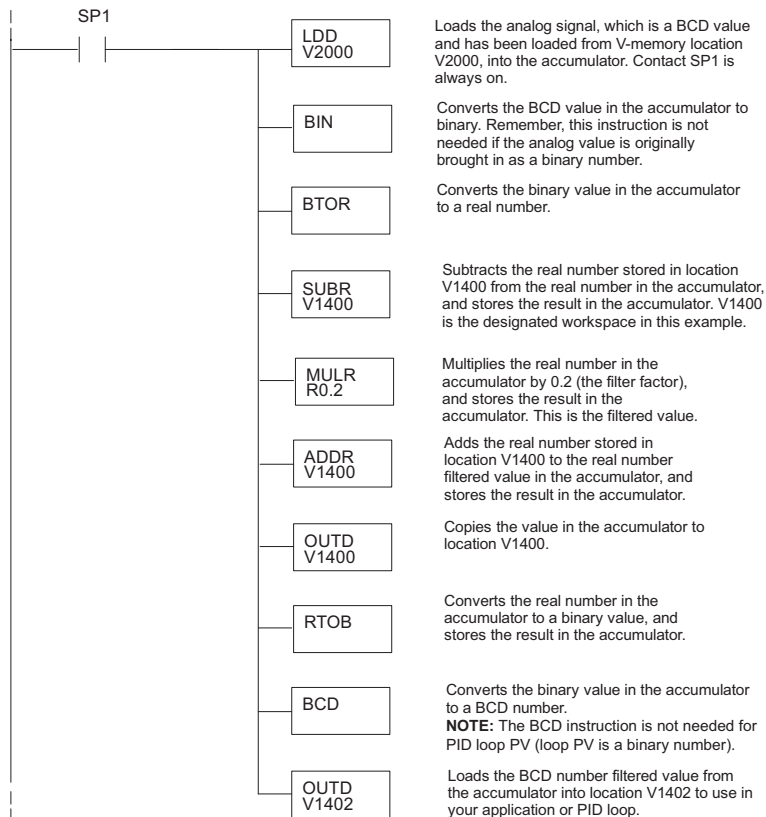 SP1
LDD
V2000
Loads the analog signal, which is a BCD value
and has been loaded from V-memory location
V2000, into the accumulator. Contact SP1 is
always on.
BIN
Converts the BCD value in the accumulator to
binary. Remember, this instruction is not
needed if the analog value is originally
brought in as a binary number.
BTOR
Converts the binary value in the accumulator
to a real number.
SUBR
V1400
Subtracts the real number stored in location
V1400 from the real number in the accumulator,
and stores the result in the accumulator. V1400
is the designated workspace in this example.
MULR
R0.2
Multiplies the real number in the
accumulator by 0.2 (the filter factor),
and stores the result in the
accumulator. This is the filtered value.
ADDR
V1400
Adds the real number stored in
location V1400 to the real number
filtered value in the accumulator, and
stores the result in the accumulator.
OUTD
V1400
Copies the value in the accumulator to
location V1400.
RTOB
Converts the real number in the
accumulator to a binary value, and
stores the result in the accumulator.
BCD
Converts the binary value in the accumulator
to a BCD number.
NOTE: The BCD instruction is not needed for
PID loop PV (loop PV is a binary number).
OUTD
V1402
Loads the BCD number filtered value from
the accumulator into location V1402 to use in
your application or PID loop.